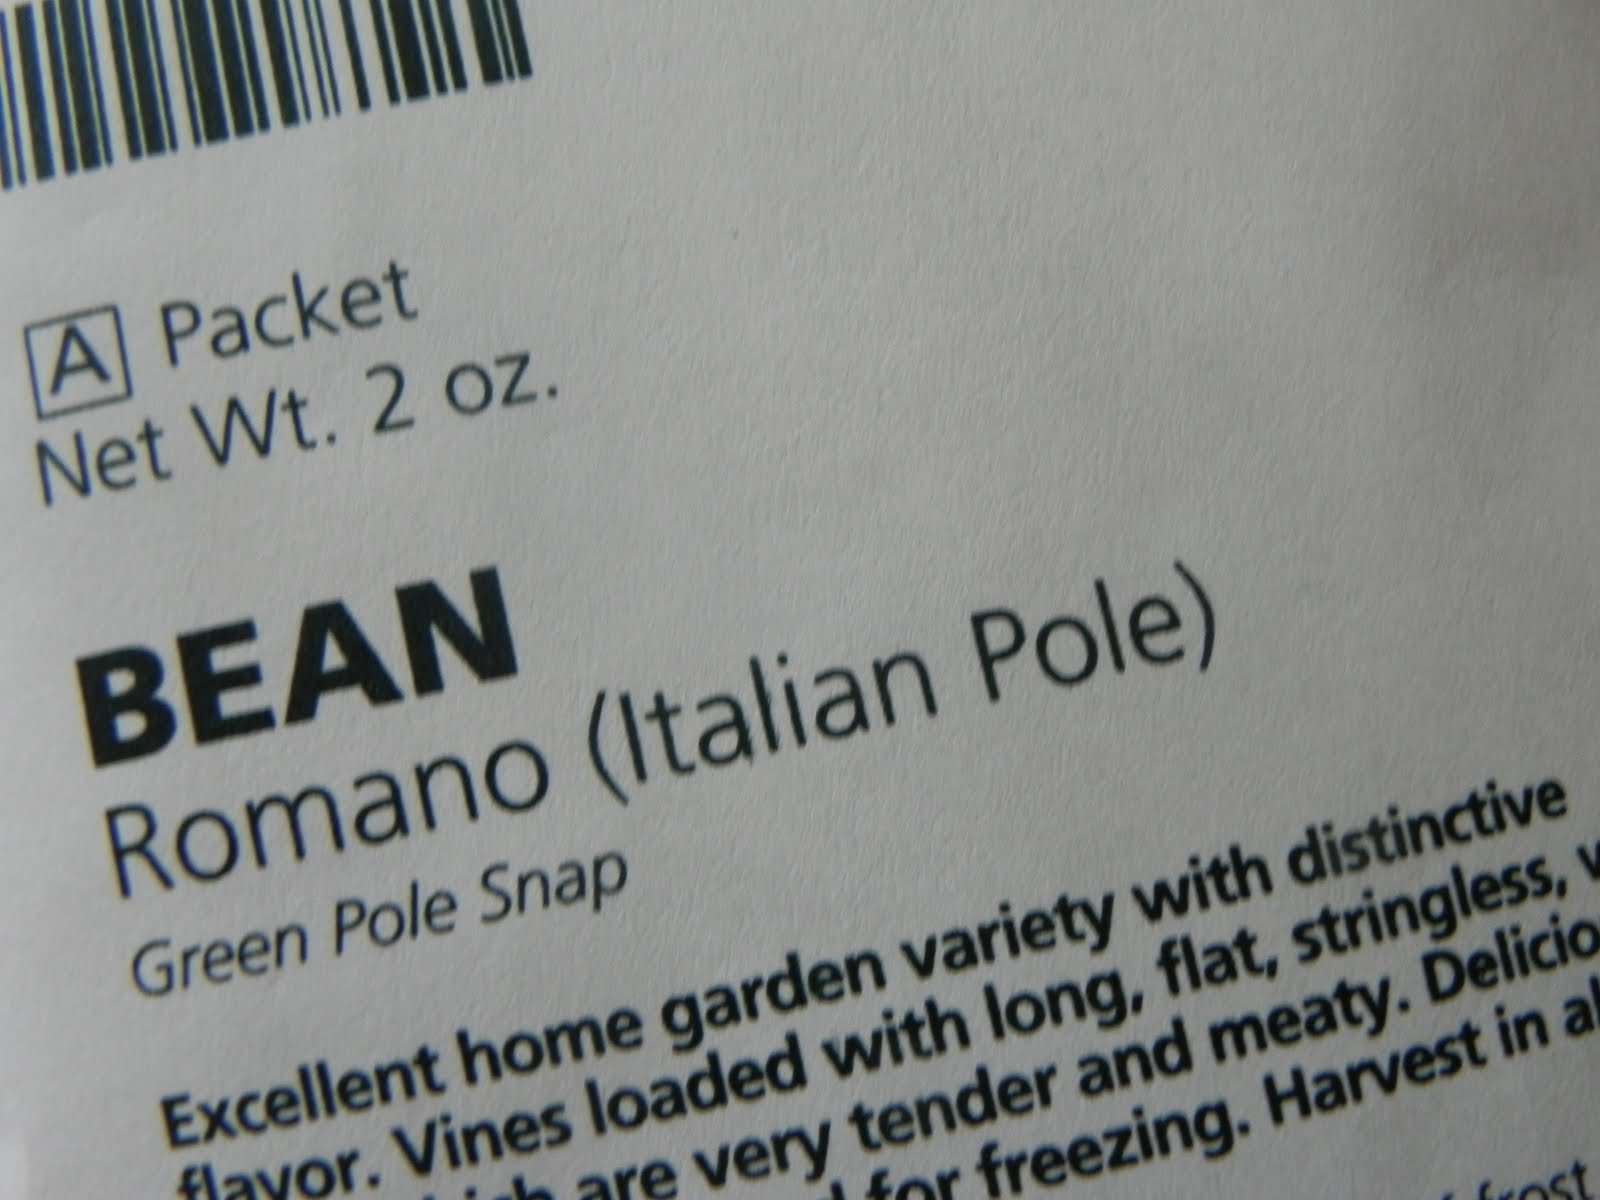 A Packet
Net Wt. 2 oz.
BEAN
Romano (Italian Pole)
Green Pole Snap
Excellent home garden variety with distinctive
flavor. Vines loaded with long, flat, stringless,
are very tender and meaty.
for freezing. Harvest in
frost